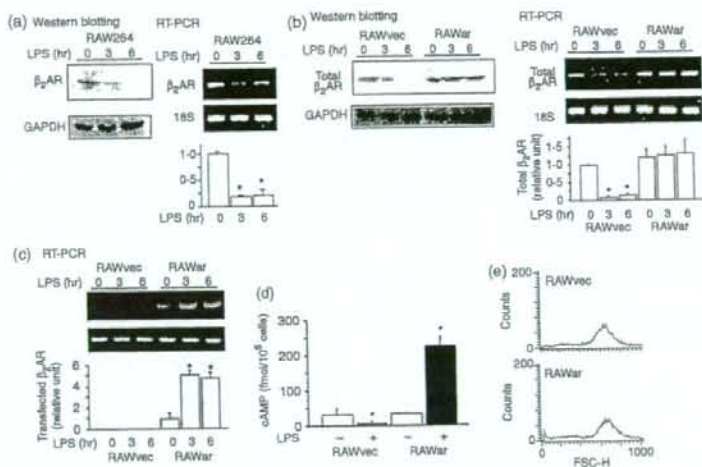 (a) Western blotting
RAW264
LPS (hr) 0 3 6
β₂AR
GAPDH
RT-PCR
RAW264
LPS (hr) 0 3 6
β₂AR
18S
1·0
0·5
0
* *
LPS (hr) 0 3 6
(b) Western blotting
RAWvec RAWar
LPS (hr) 0 3 6 0 3 6
Total β₂AR
GAPDH
RT-PCR
RAWvec RAWar
LPS (hr) 0 3 6 0 3 6
Total β₂AR
18S
Total β₂AR (relative unit)
1·5
1·0
0·5
0
* *
LPS (hr) 0 3 6 0 3 6
RAWvec RAWar
(c) RT-PCR
RAWvec RAWar
LPS (hr) 0 3 6 0 3 6
Transfected β₂AR (relative unit)
6
4
2
0
* *
LPS (hr) 0 3 6 0 3 6
RAWvec RAWar
(d)
cAMP (fmol/10⁶ cells)
300
200
100
0
* *
LPS – + – +
RAWvec RAWar
(e)
200
RAWvec
Counts
0
200
RAWar
Counts
0
0 1000
FSC-H